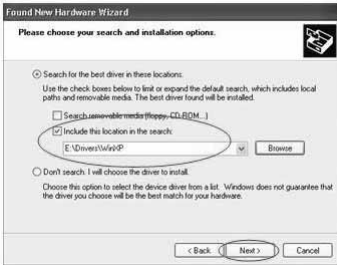 Found New Hardware Wizard
Please choose your search and installation options.
Search for the best driver in these locations.
Use the check boxes below to limit or expand the default search, which includes local
paths and removable media. The best driver found will be installed.
Search removable media (floppy, CD-ROM...)
Include this location in the search:
E:\Drivers\WinXP
Browse
Don't search. I will choose the driver to install.
Choose this option to select the device driver from a list. Windows does not guarantee that
the driver you choose will be the best match for your hardware.
< Back
Next >
Cancel